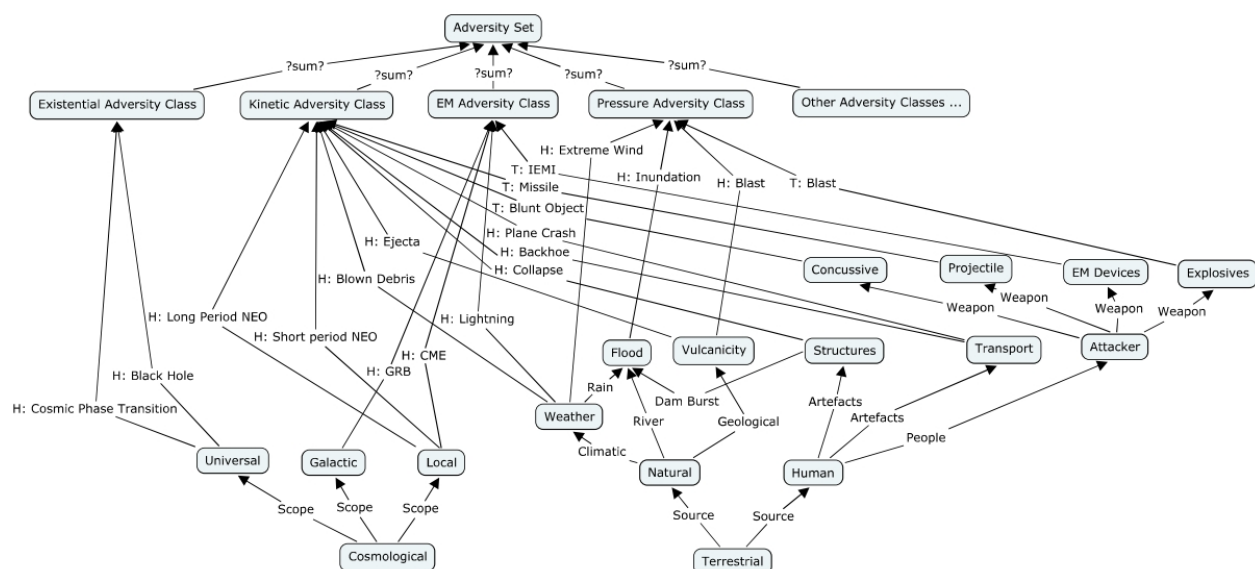 Adversity Set
?sum?
?sum?
?sum?
?sum?
?sum?
Existential Adversity Class
Kinetic Adversity Class
EM Adversity Class
Pressure Adversity Class
Other Adversity Classes ...
H: Extreme Wind
T: IEMI
H: Inundation
H: Blast
T: Blast
T: Missile
T: Blunt Object
H: Plane Crash
H: Ejecta
H: Backhoe
H: Collapse
H: Blown Debris
Concussive
Projectile
EM Devices
Explosives
Weapon
Weapon
Weapon
Weapon
H: Long Period NEO
H: Short period NEO
H: Lightning
H: CME
H: GRB
Flood
Vulcanicity
Structures
Transport
Attacker
H: Black Hole
H: Cosmic Phase Transition
Rain
Dam Burst
Artefacts
Artefacts
Weather
River
Geological
People
Climatic
Universal
Galactic
Local
Natural
Human
Scope
Scope
Scope
Source
Source
Cosmological
Terrestrial